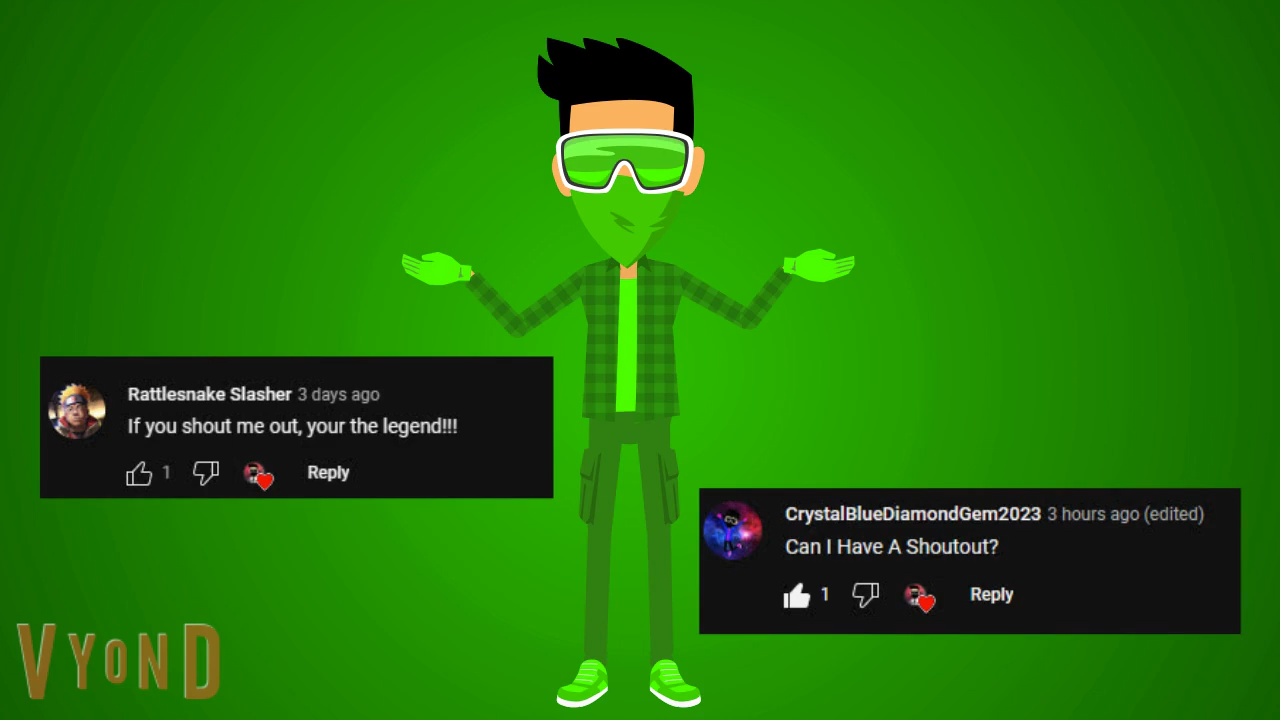 Rattlesnake Slasher 3 days ago
If you shout me out, your the legend!!!
1 Reply
CrystalBlueDiamondGem2023 3 hours ago (edited)
Can I Have A Shoutout?
1 Reply
VYOND